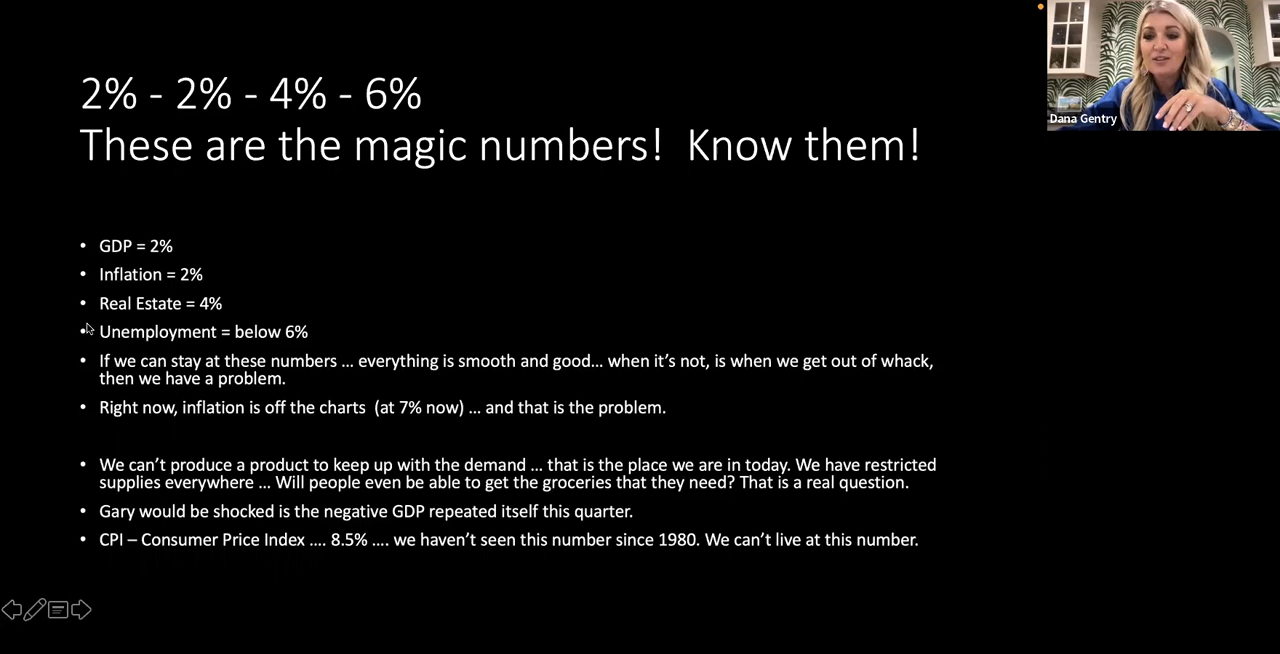 2% - 2% - 4% - 6%
These are the magic numbers!  Know them!
Dana Gentry
• GDP = 2%
• Inflation = 2%
• Real Estate = 4%
• Unemployment = below 6%
• If we can stay at these numbers ... everything is smooth and good... when it's not, is when we get out of whack,
then we have a problem.
• Right now, inflation is off the charts  (at 7% now) ... and that is the problem.
• We can't produce a product to keep up with the demand ... that is the place we are in today. We have restricted
supplies everywhere ... Will people even be able to get the groceries that they need? That is a real question.
• Gary would be shocked is the negative GDP repeated itself this quarter.
• CPI – Consumer Price Index .... 8.5% .... we haven't seen this number since 1980. We can't live at this number.